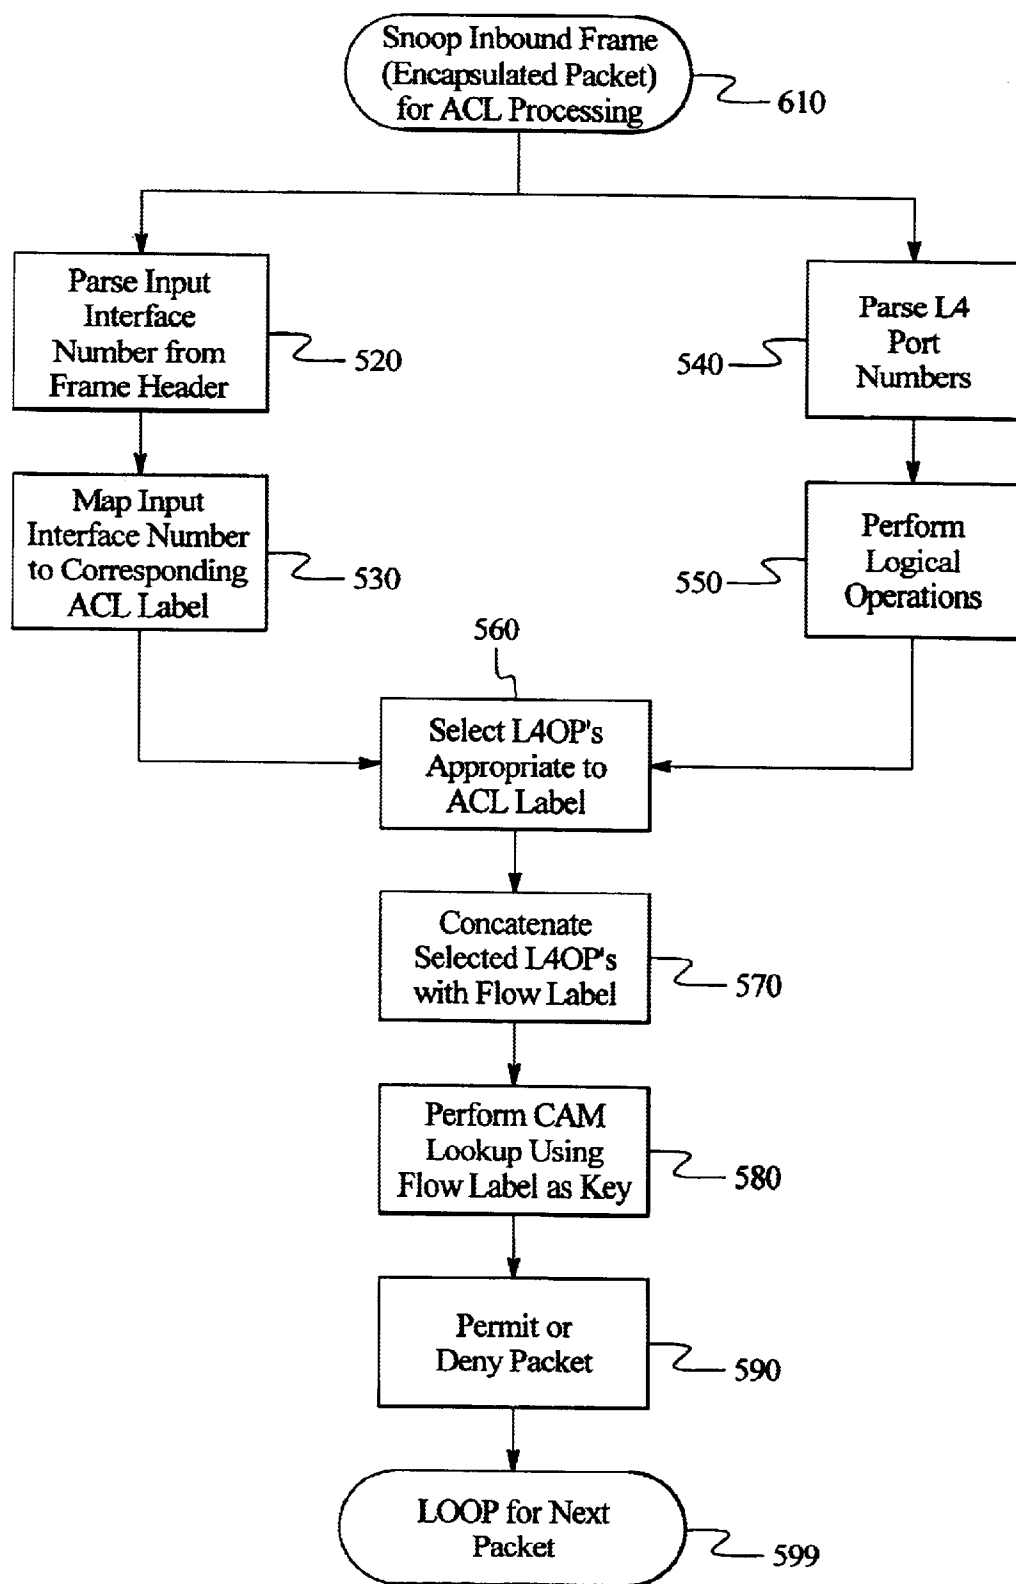 Snoop Inbound Frame
(Encapsulated Packet)
for ACL Processing
610
Parse Input
Interface
Number from
Frame Header
520
Parse L4
Port
Numbers
540
Map Input
Interface Number
to Corresponding
ACL Label
530
Perform
Logical
Operations
550
560
Select L4OP's
Appropriate to
ACL Label
Concatenate
Selected L4OP's
with Flow Label
570
Perform CAM
Lookup Using
Flow Label as Key
580
Permit or
Deny Packet
590
LOOP for Next
Packet
599